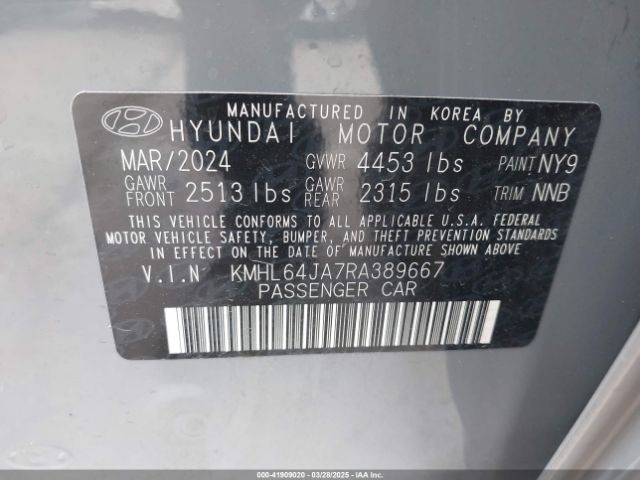 MANUFACTURED IN KOREA BY
HYUNDAI MOTOR COMPANY
MAR/2024 GVWR 4453 lbs PAINT NY9
GAWR FRONT 2513 lbs GAWR REAR 2315 lbs TRIM NNB
THIS VEHICLE CONFORMS TO ALL APPLICABLE U.S.A. FEDERAL
MOTOR VEHICLE SAFETY, BUMPER, AND THEFT PREVENTION STANDARDS
IN EFFECT ON THE DATE OF MANUFACTURE SHOWN ABOVE.
V.I.N KMHL64JA7RA389667
PASSENGER CAR
000-41909020 | 03/28/2025 | IAAI.COM